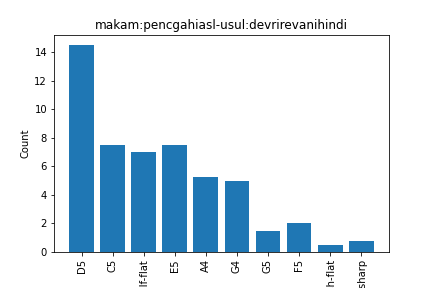 makam:pencgahiasl-usul:devrirevanihindi
Count
14
12
10
8
6
4
2
0
D5
C5
lf-flat
E5
A4
G4
G5
F5
h-flat
sharp